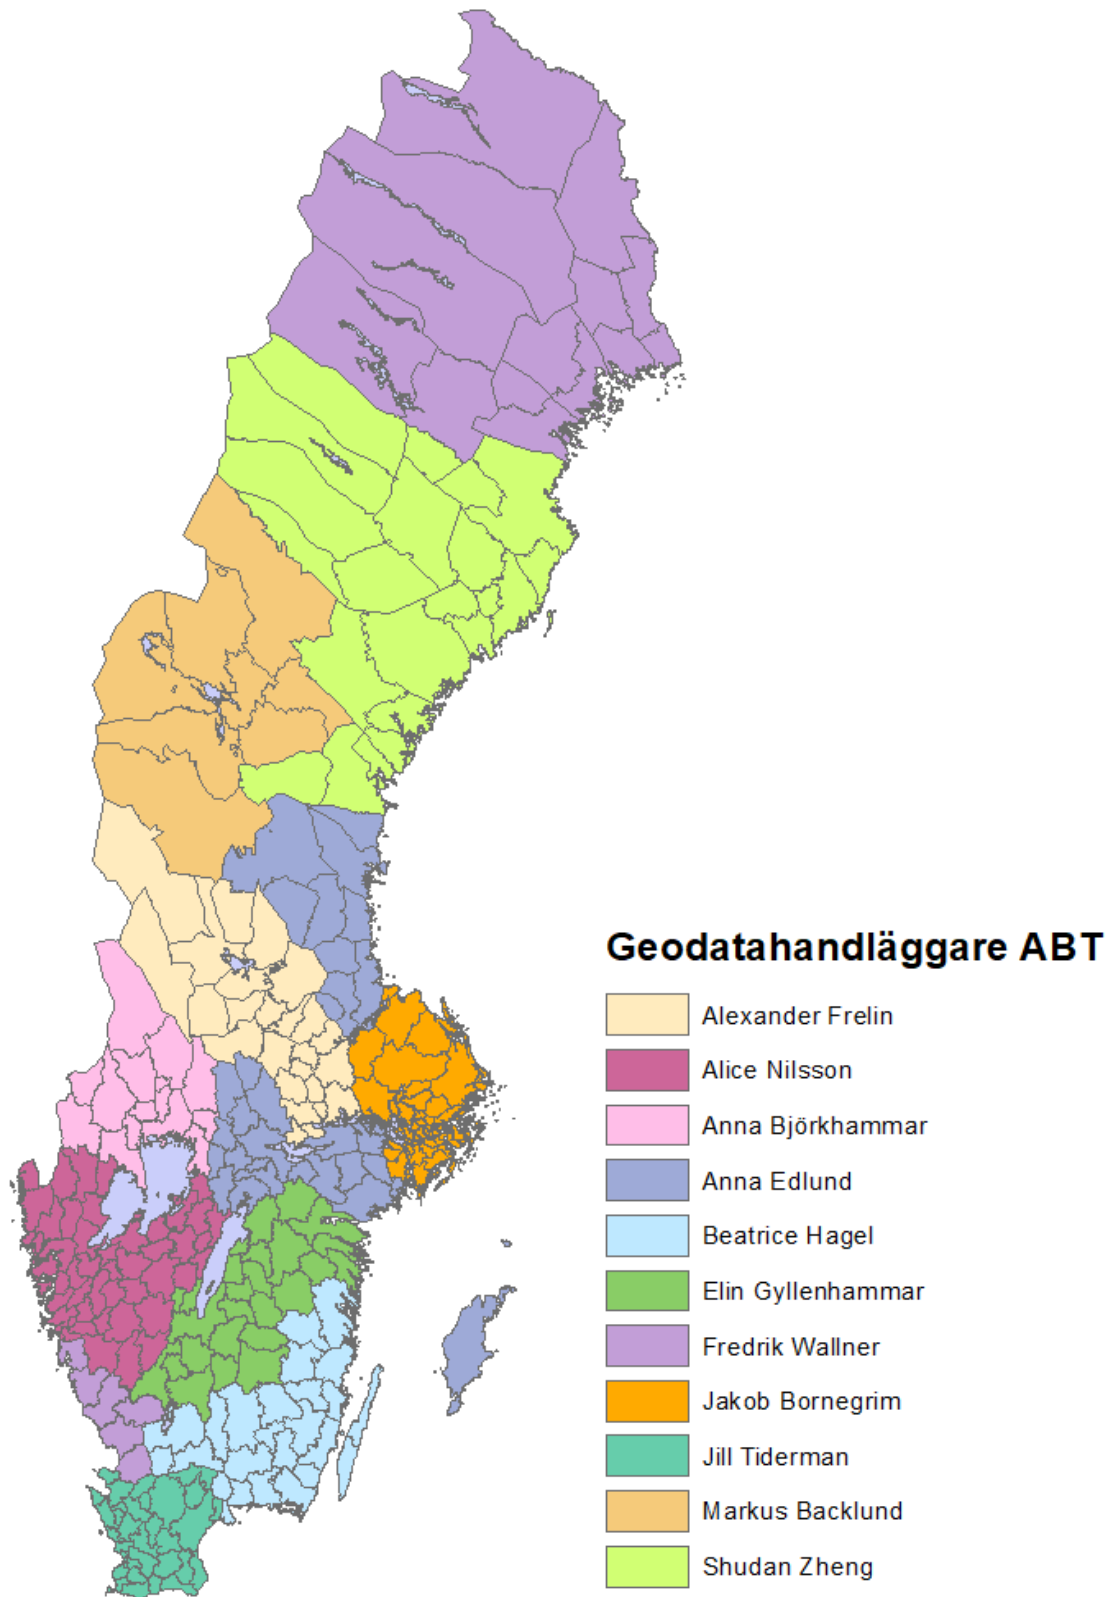 Geodatahandläggare ABT
Alexander Frelin
Alice Nilsson
Anna Björkhammar
Anna Edlund
Beatrice Hagel
Elin Gyllenhammar
Fredrik Wallner
Jakob Bornegrim
Jill Tiderman
Markus Backlund
Shudan Zheng